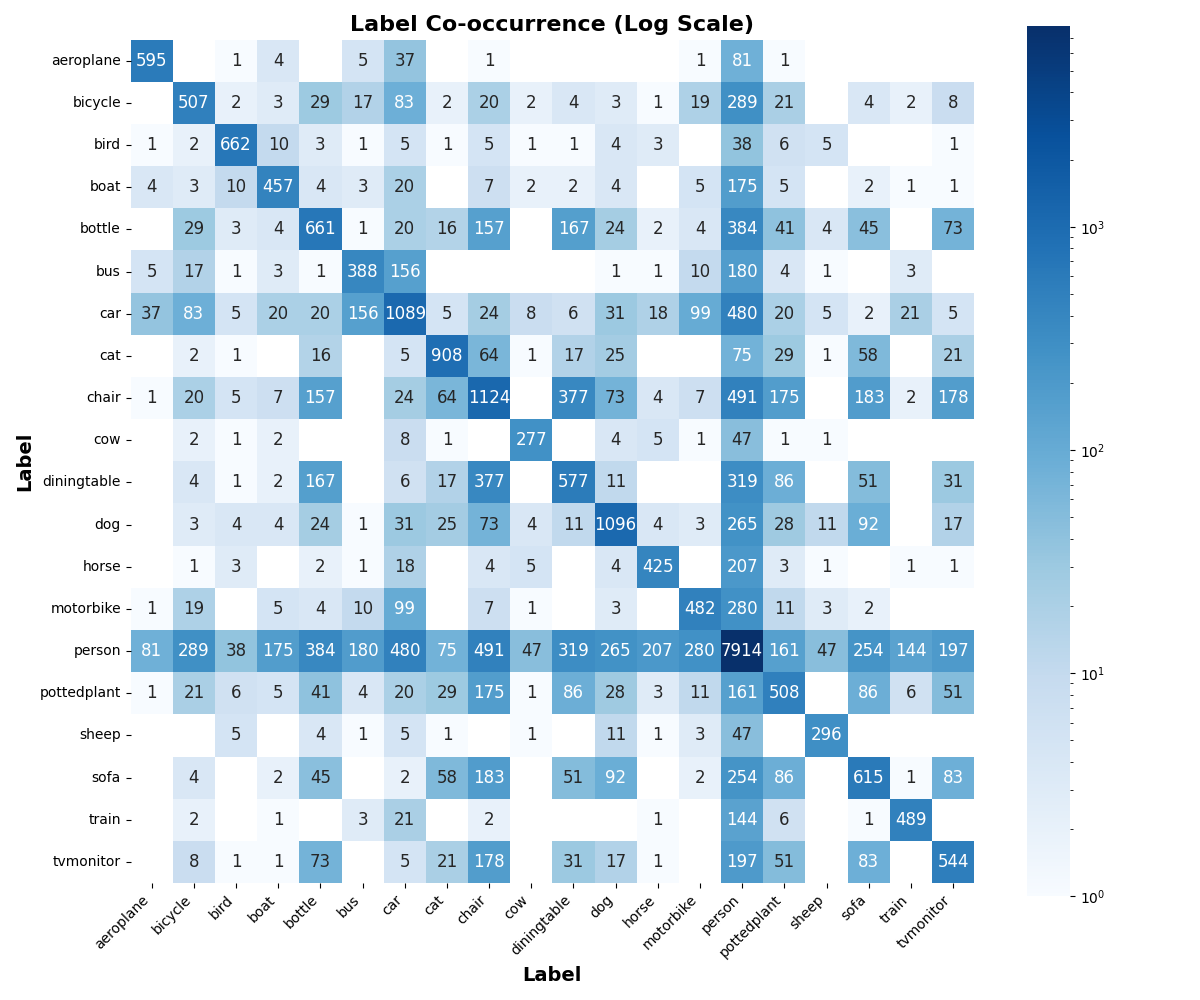 Label Co-occurrence (Log Scale)
aeroplane 595 1 4 5 37 1 1 81 1
bicycle 507 2 3 29 17 83 2 20 2 4 3 1 19 289 21 4 2 8
bird 1 2 662 10 3 1 5 1 5 1 1 4 3 38 6 5 1
boat 4 3 10 457 4 3 20 7 2 2 4 5 175 5 2 1 1
bottle 29 3 4 661 1 20 16 157 167 24 2 4 384 41 4 45 73
bus 5 17 1 3 1 388 156 1 1 10 180 4 1 3
car 37 83 5 20 20 156 1089 5 24 8 6 31 18 99 480 20 5 2 21 5
cat 2 1 16 5 908 64 1 17 25 75 29 1 58 21
chair 1 20 5 7 157 24 64 1124 377 73 4 7 491 175 183 2 178
cow 2 1 2 8 1 277 4 5 1 47 1 1
diningtable 4 1 2 167 6 17 377 577 11 319 86 51 31
dog 3 4 4 24 1 31 25 73 4 11 1096 4 3 265 28 11 92 17
horse 1 3 2 1 18 4 5 4 425 207 3 1 1 1
motorbike 1 19 5 4 10 99 7 1 3 482 280 11 3 2
person 81 289 38 175 384 180 480 75 491 47 319 265 207 280 7914 161 47 254 144 197
pottedplant 1 21 6 5 41 4 20 29 175 1 86 28 3 11 161 508 86 6 51
sheep 5 4 1 5 1 1 11 1 3 47 296
sofa 4 2 45 2 58 183 51 92 2 254 86 615 1 83
train 2 1 3 21 2 1 144 6 1 489
tvmonitor 8 1 1 73 5 21 178 31 17 1 197 51 83 544
aeroplane bicycle bird boat bottle bus car cat chair cow diningtable dog horse motorbike person pottedplant sheep sofa train tvmonitor
Label
Label
10³
10²
10¹
10⁰